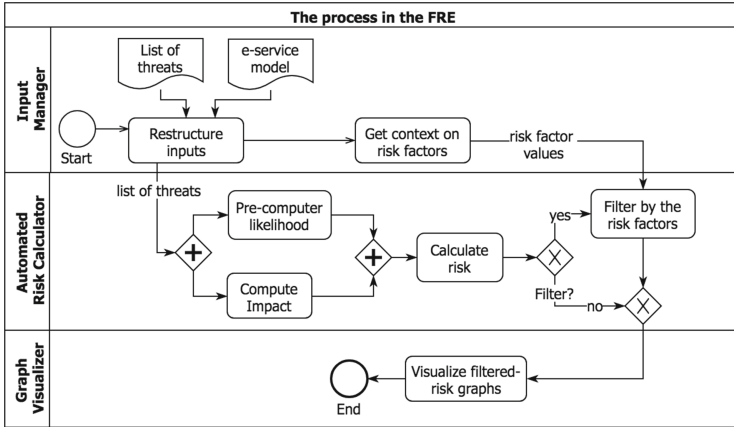 The process in the FRE
Input
Manager
List of
threats
e-service
model
Start
Restructure
inputs
Get context on
risk factors
risk factor
values
Automated
Risk Calculator
list of threats
Pre-computer
likelihood
Compute
Impact
Calculate
risk
yes
Filter?
no
Filter by the
risk factors
Graph
Visualizer
End
Visualize filtered-
risk graphs